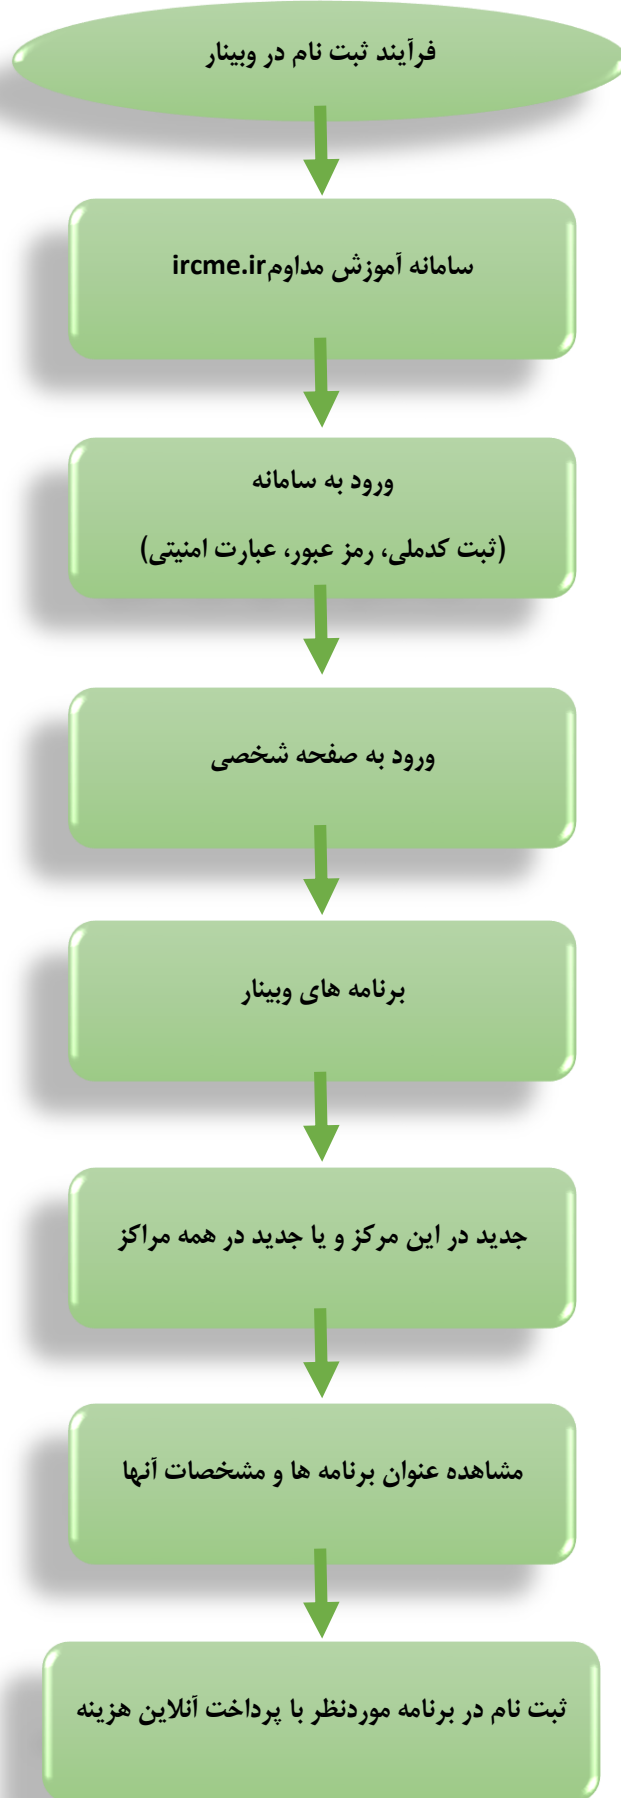 فرآیند ثبت نام در وبینار
سامانه آموزش مداومircme.ir
ورود به سامانه
(ثبت کدملی، رمز عبور، عبارت امنیتی)
ورود به صفحه شخصی
برنامه های وبینار
جدید در این مرکز و یا جدید در همه مراکز
مشاهده عنوان برنامه ها و مشخصات آنها
ثبت نام در برنامه موردنظر با پرداخت آنلاین هزینه